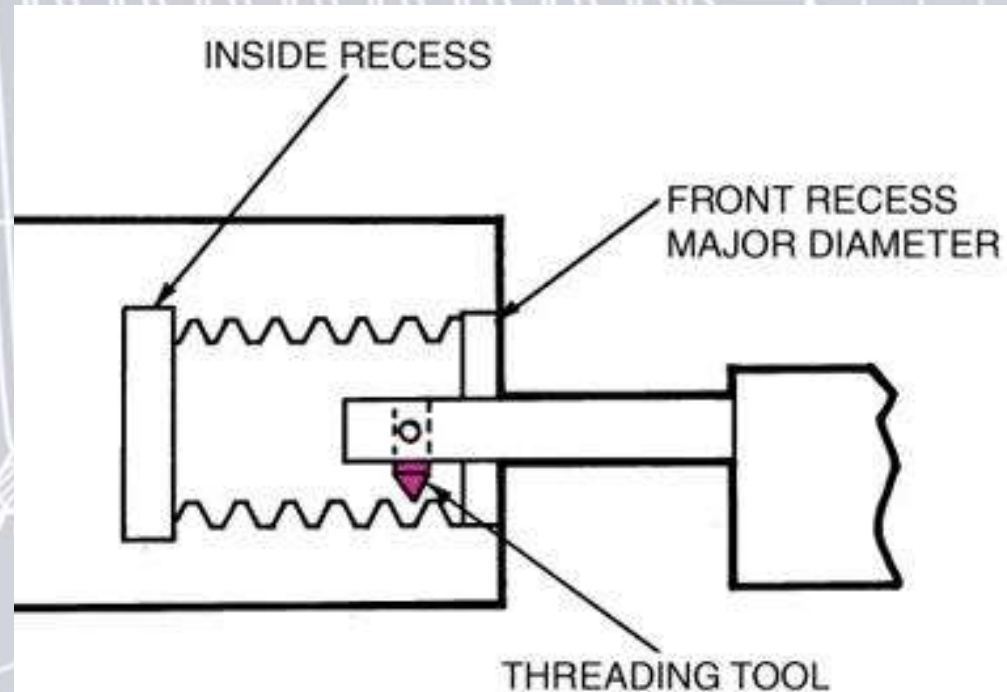 INSIDE RECESS
FRONT RECESS
MAJOR DIAMETER
THREADING TOOL